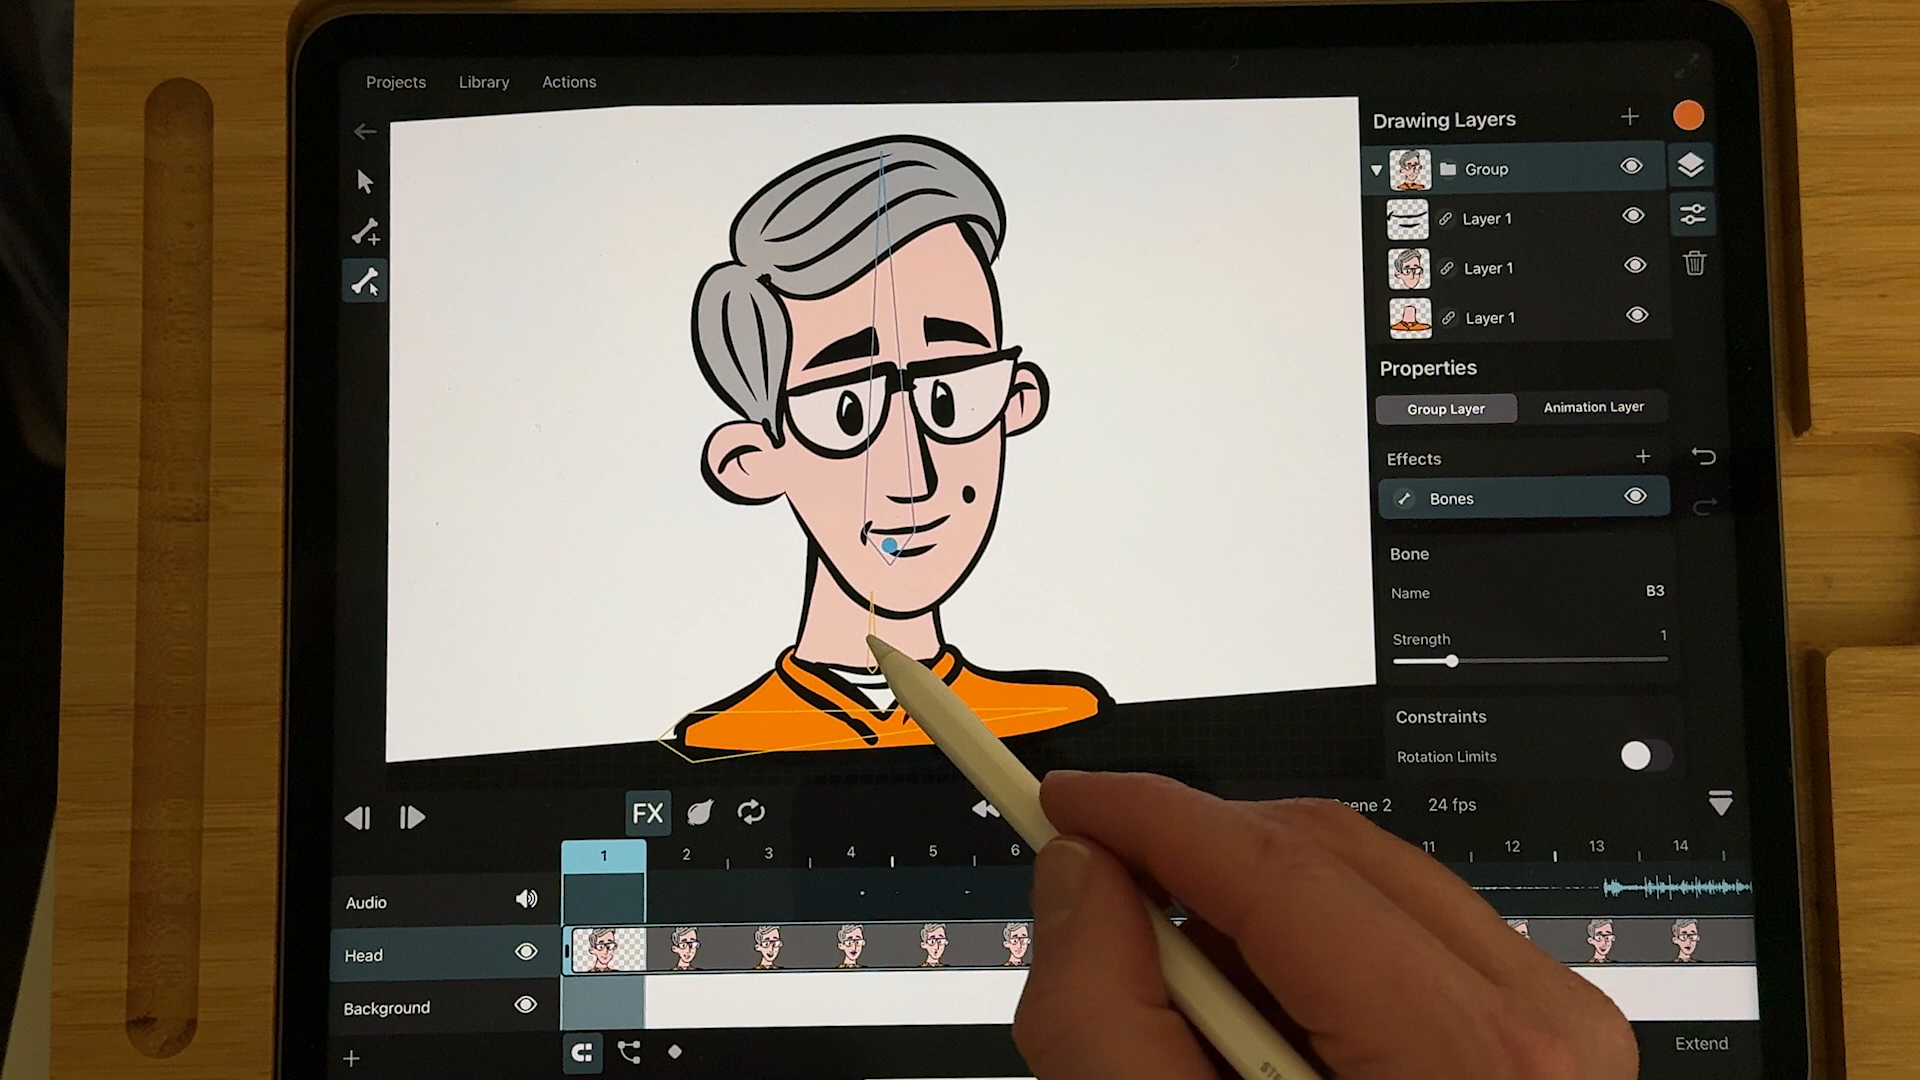 Projects Library Actions
Drawing Layers
Group
Layer 1
Layer 1
Layer 1
Properties
Group Layer Animation Layer
Effects
Bones
Bone
Name B3
Strength 1
Constraints
Rotation Limits
FX
2 24 fps
1 2 3 4 5 6 11 12 13 14
Audio
Head
Background
Extend